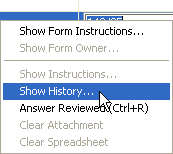 Show Form Instructions...
Show Form Owner...
Show Instructions...
Show History...
Answer Reviewed (Ctrl+R)
Clear Attachment
Clear Spreadsheet